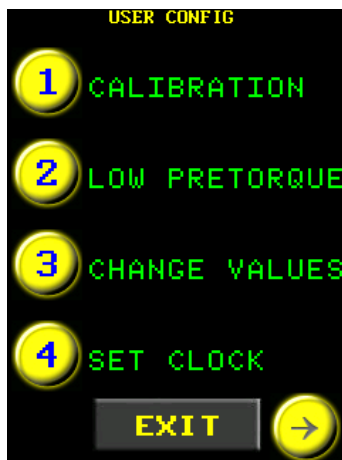 USER CONFIG
1 CALIBRATION
2 LOW PRETORQUE
3 CHANGE VALUES
4 SET CLOCK
EXIT →